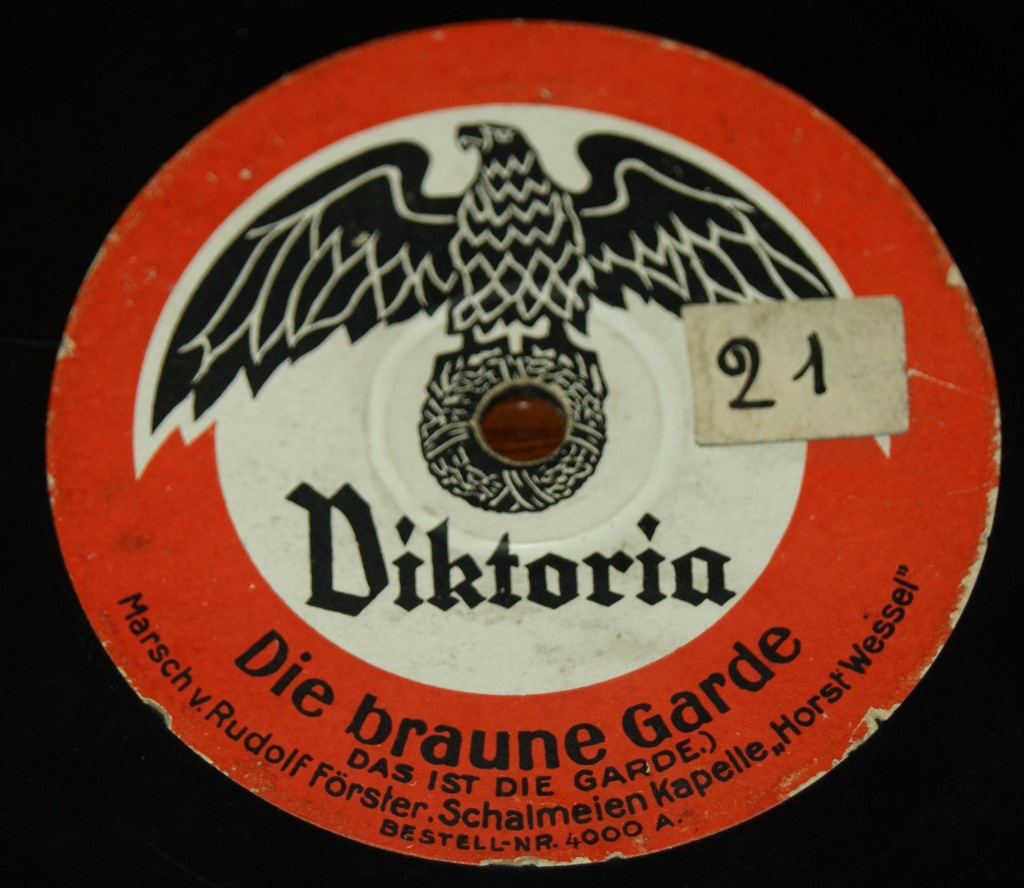 21
Viktoria
Die braune Garde
DAS IST DIE GARDE.)
Marsch v. Rudolf Förster. Schalmeien Kapelle „Horst Wessel"
BESTELL-NR. 4000 A.